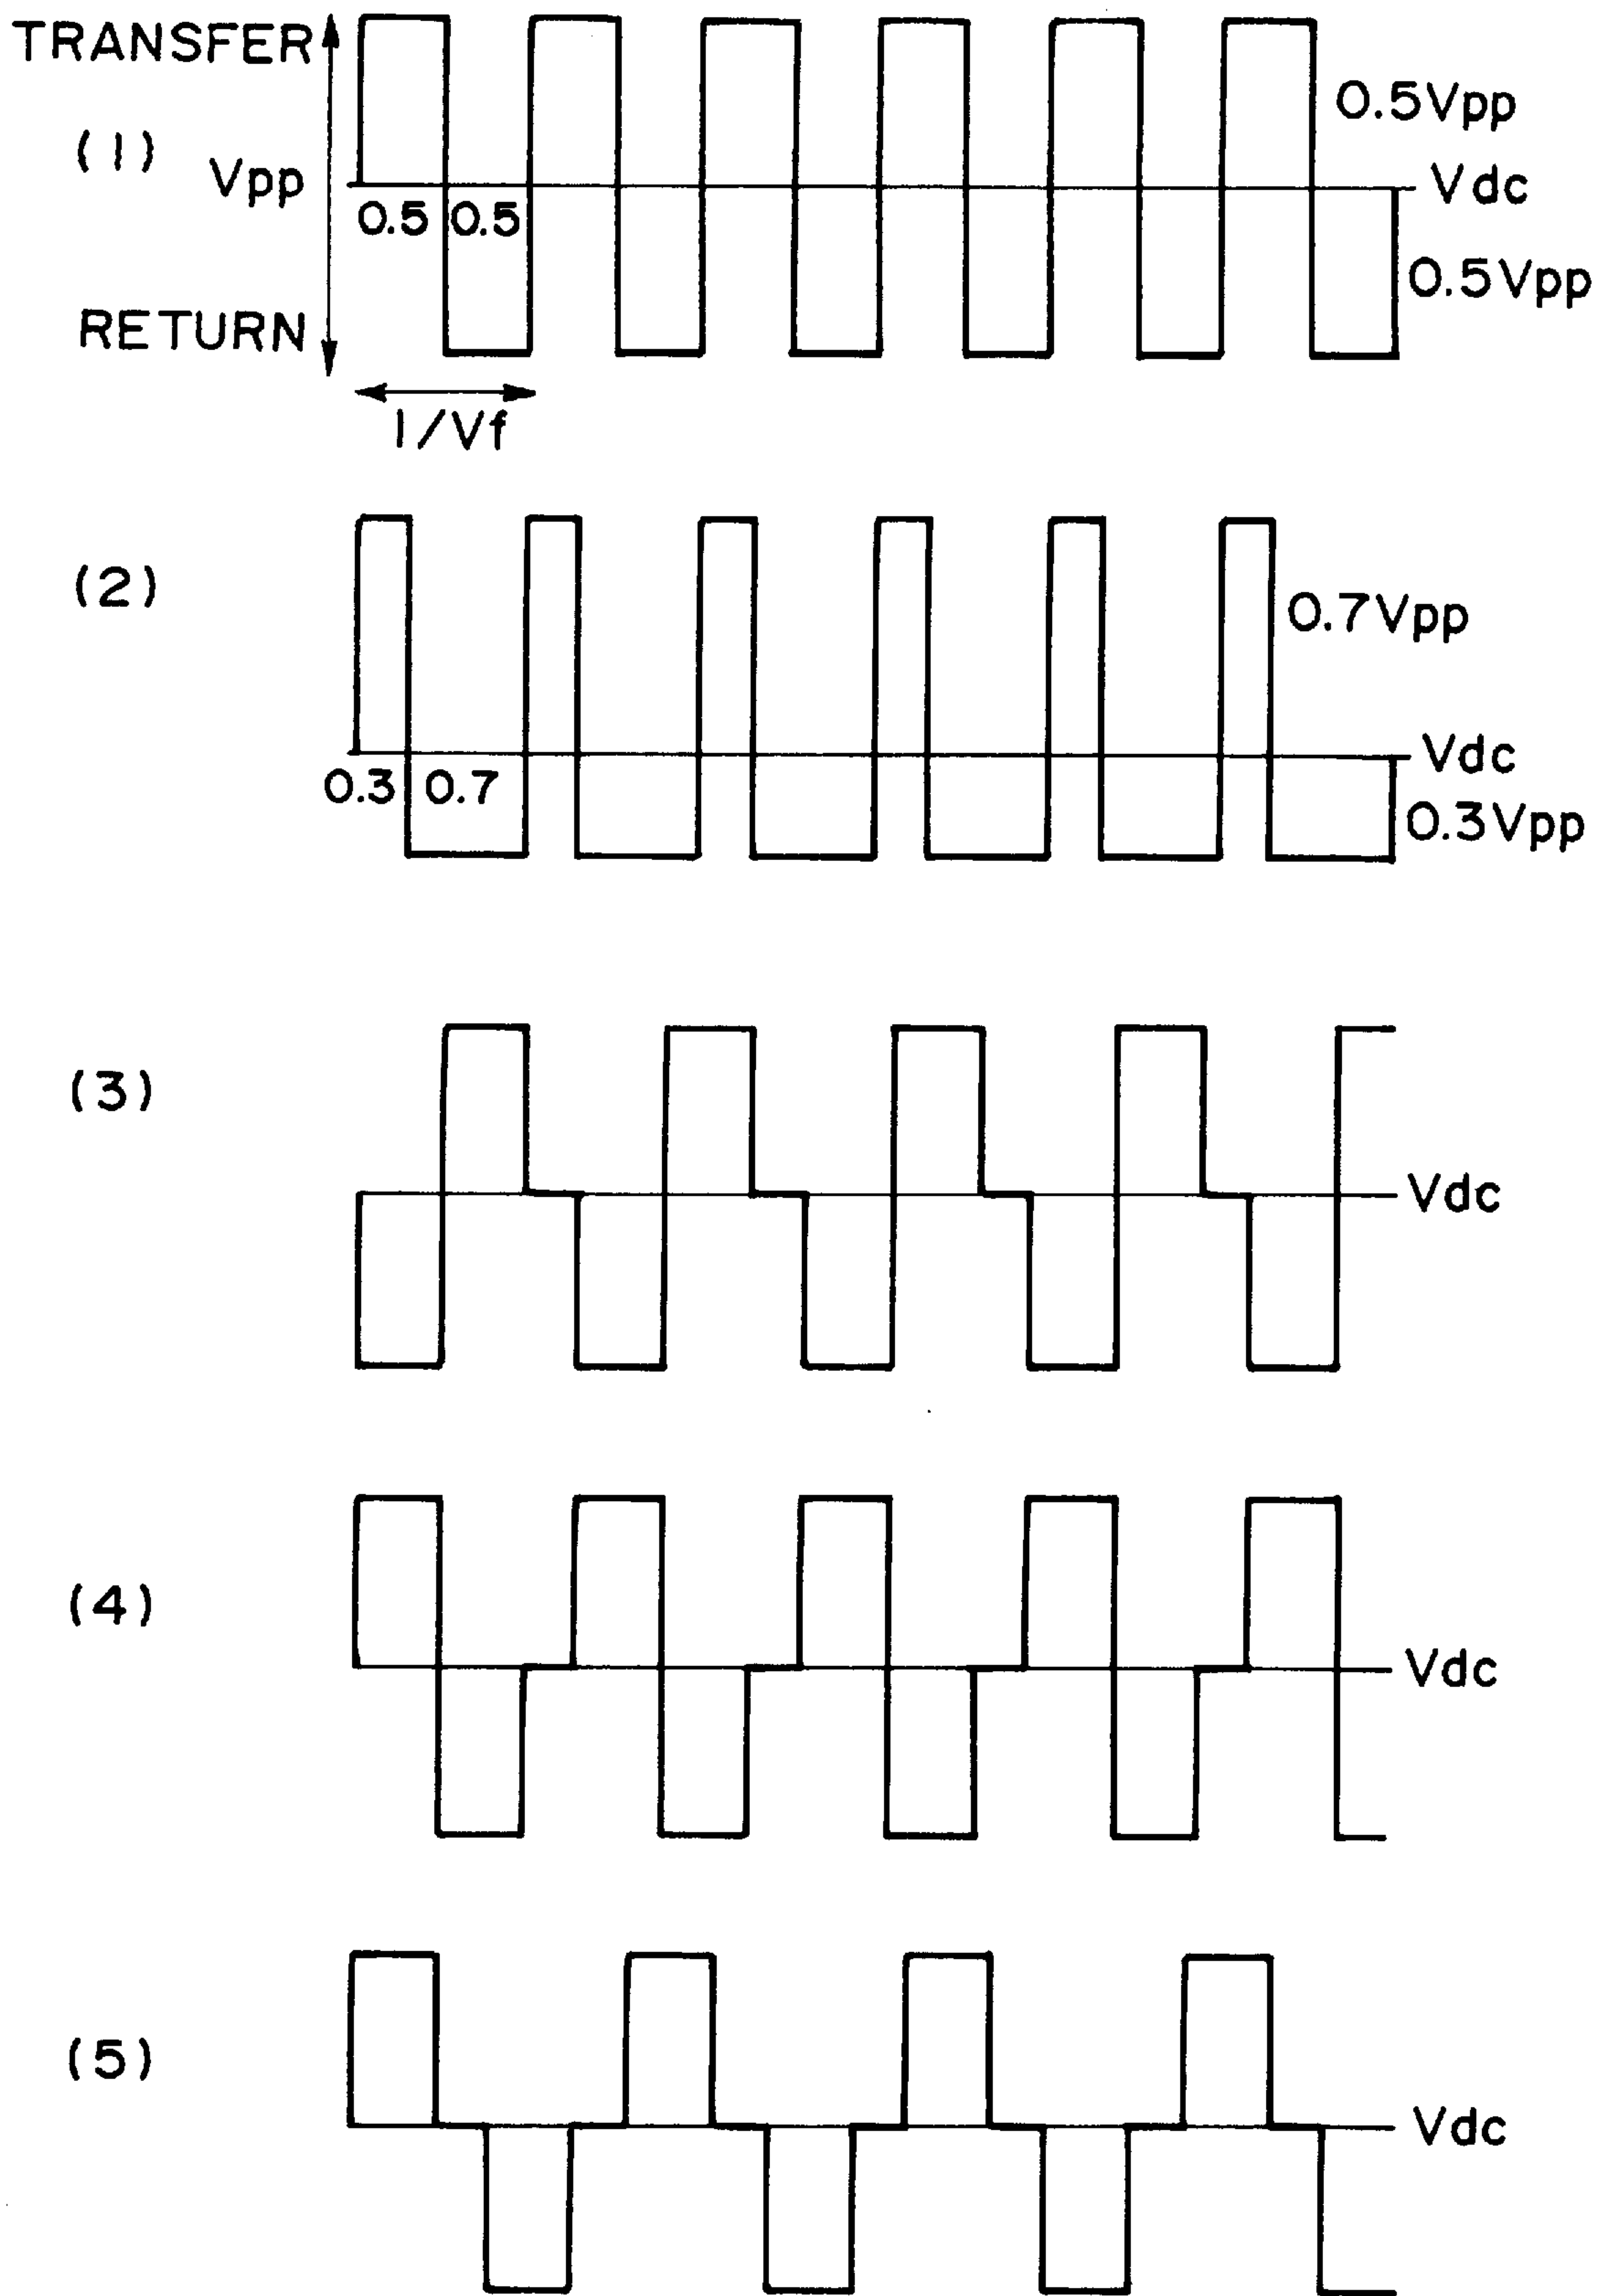 TRANSFER
0.5Vpp
(1)
Vpp
Vdc
0.5 0.5
0.5Vpp
RETURN
1/Vf
(2)
0.7Vpp
Vdc
0.3 0.7
0.3Vpp
(3)
Vdc
(4)
Vdc
(5)
Vdc